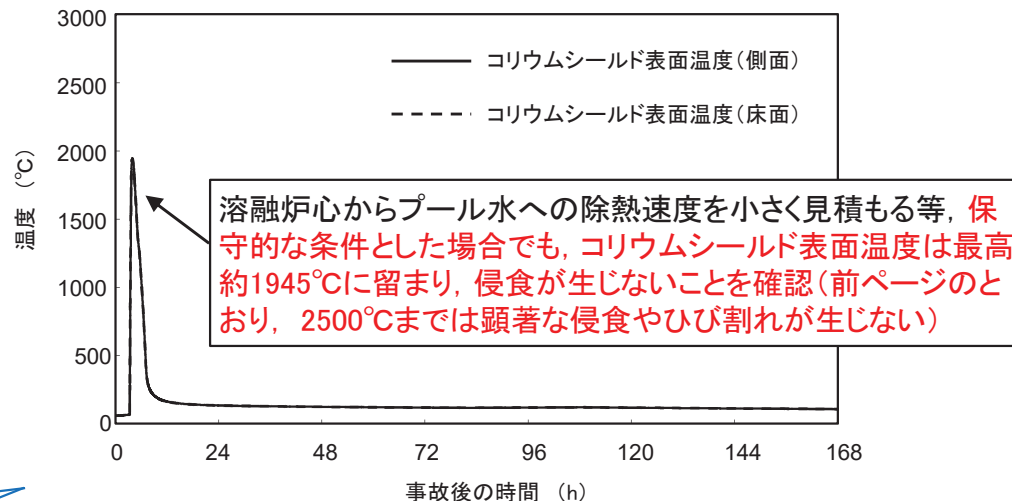 3000
2500
2000
1500
1000
500
0
温度 (℃)
コリウムシールド表面温度(側面)
コリウムシールド表面温度(床面)
溶融炉心からプール水への除熱速度を小さく見積もる等, 保
守的な条件とした場合でも, コリウムシールド表面温度は最高
約1945℃に留まり, 侵食が生じないことを確認(前ページのと
おり, 2500℃までは顕著な侵食やひび割れが生じない)
0 24 48 72 96 120 144 168
事故後の時間 (h)